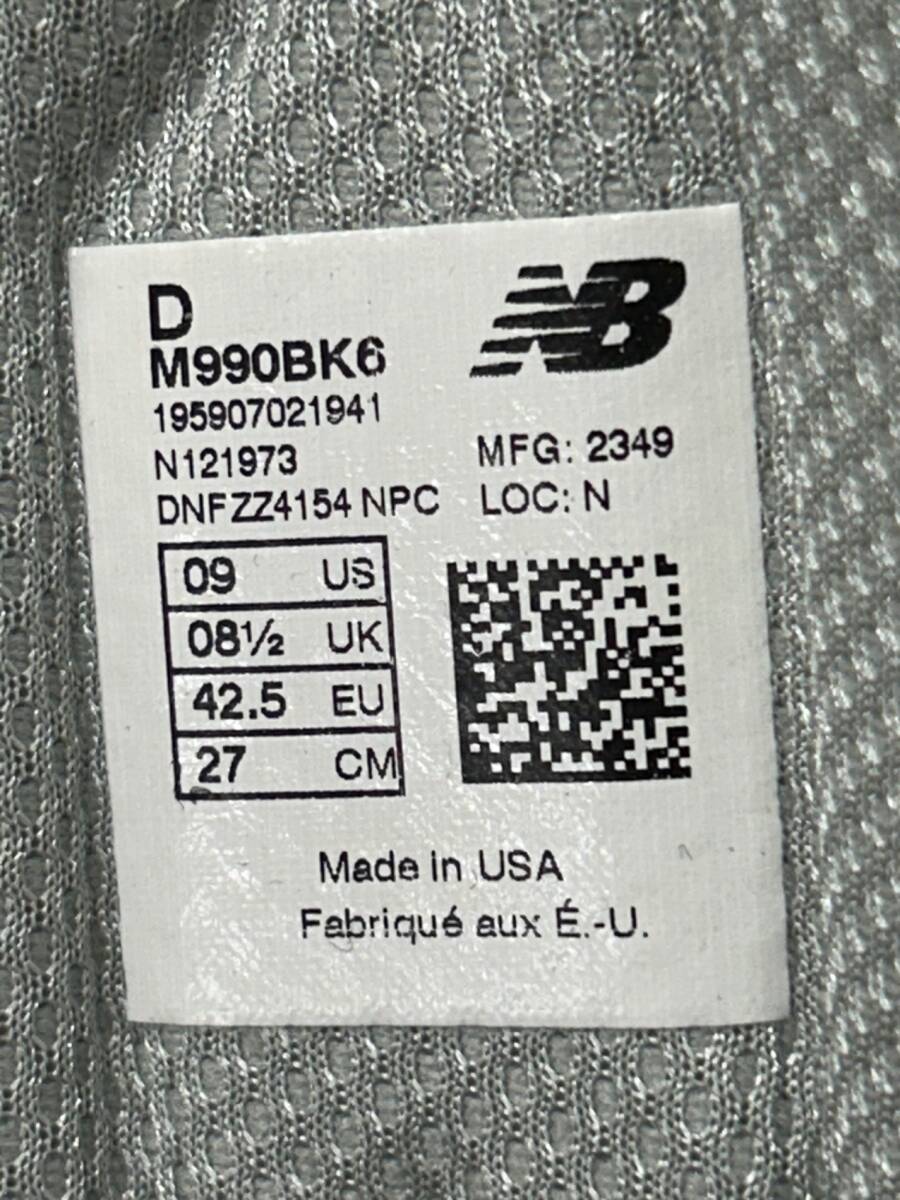 D
NB
M990BK6
195907021941
N121973
MFG: 2349
DNFZZ4154 NPC
LOC: N
09 US
08½ UK
42.5 EU
27 CM
Made in USA
Fabriqué aux É.-U.